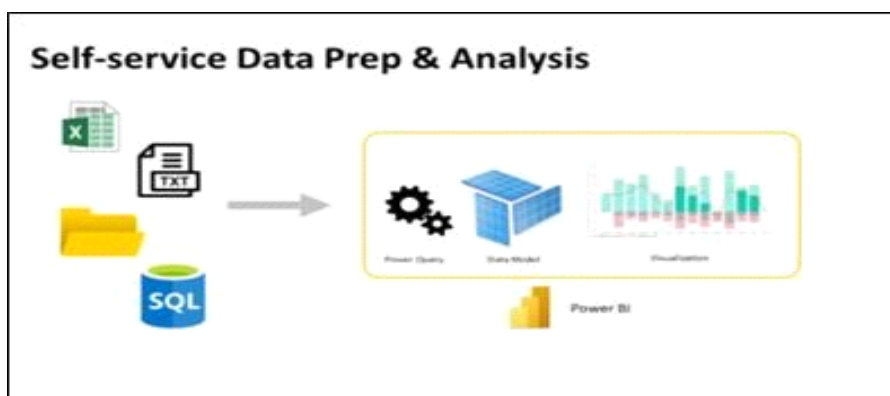 Self-service Data Prep & Analysis
X
TXT
SQL
Power Query
Data Model
Visualization
Power BI